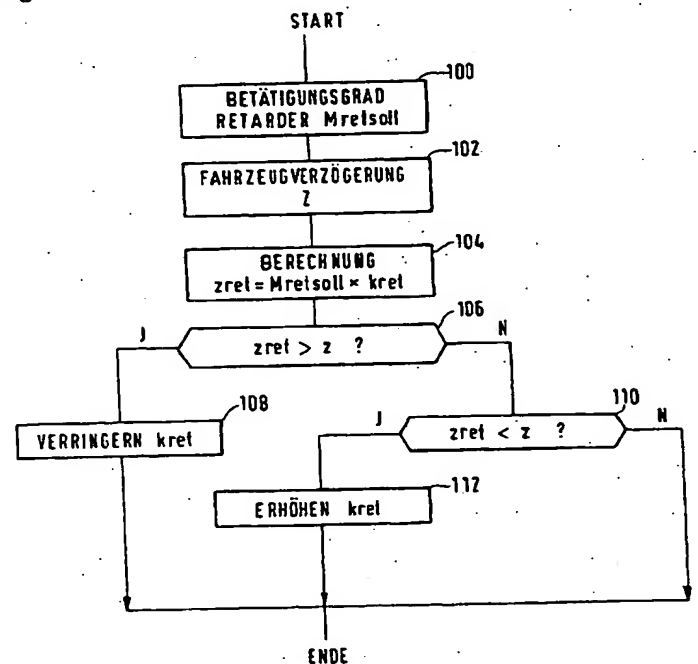 START
100
BETÄTIGUNGSGRAD
RETARDER Mretsoll
102
FAHRZEUGVERZÖGERUNG
Z
104
BERECHNUNG
zret = Mretsoll × kret
106
J
zret > z ?
N
108
VERRINGERN kret
110
J
zret < z ?
N
112
ERHÖHEN kret
ENDE